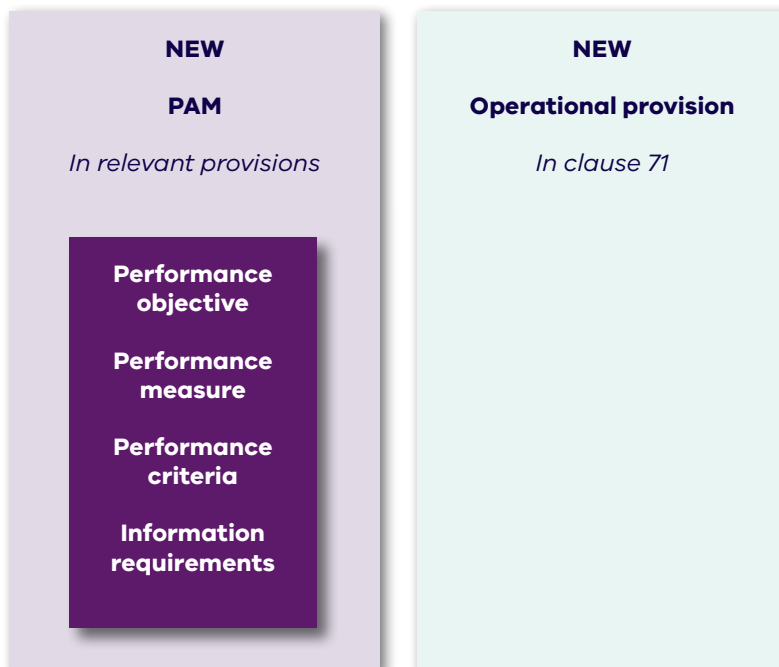 NEW
PAM
In relevant provisions
Performance
objective
Performance
measure
Performance
criteria
Information
requirements
NEW
Operational provision
In clause 71